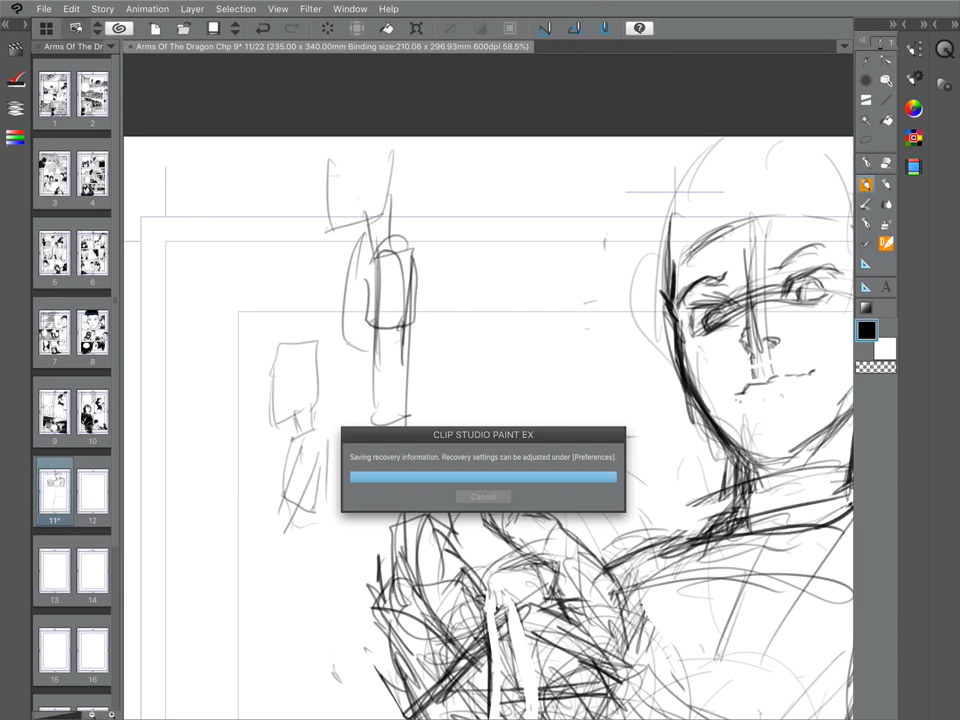 File Edit Story Animation Layer Selection View Filter Window Help
Arms Of The Dr
Arms Of The Dragon Chp 9* 11/22 (235.00 x 340.00mm Binding size:210.06 x 296.93mm 600dpi 58.5%)
1 2
3 4
5 6
7 8
9 10
11* 12
13 14
15 16
CLIP STUDIO PAINT EX
Saving recovery information. Recovery settings can be adjusted under [Preferences].
Cancel
A